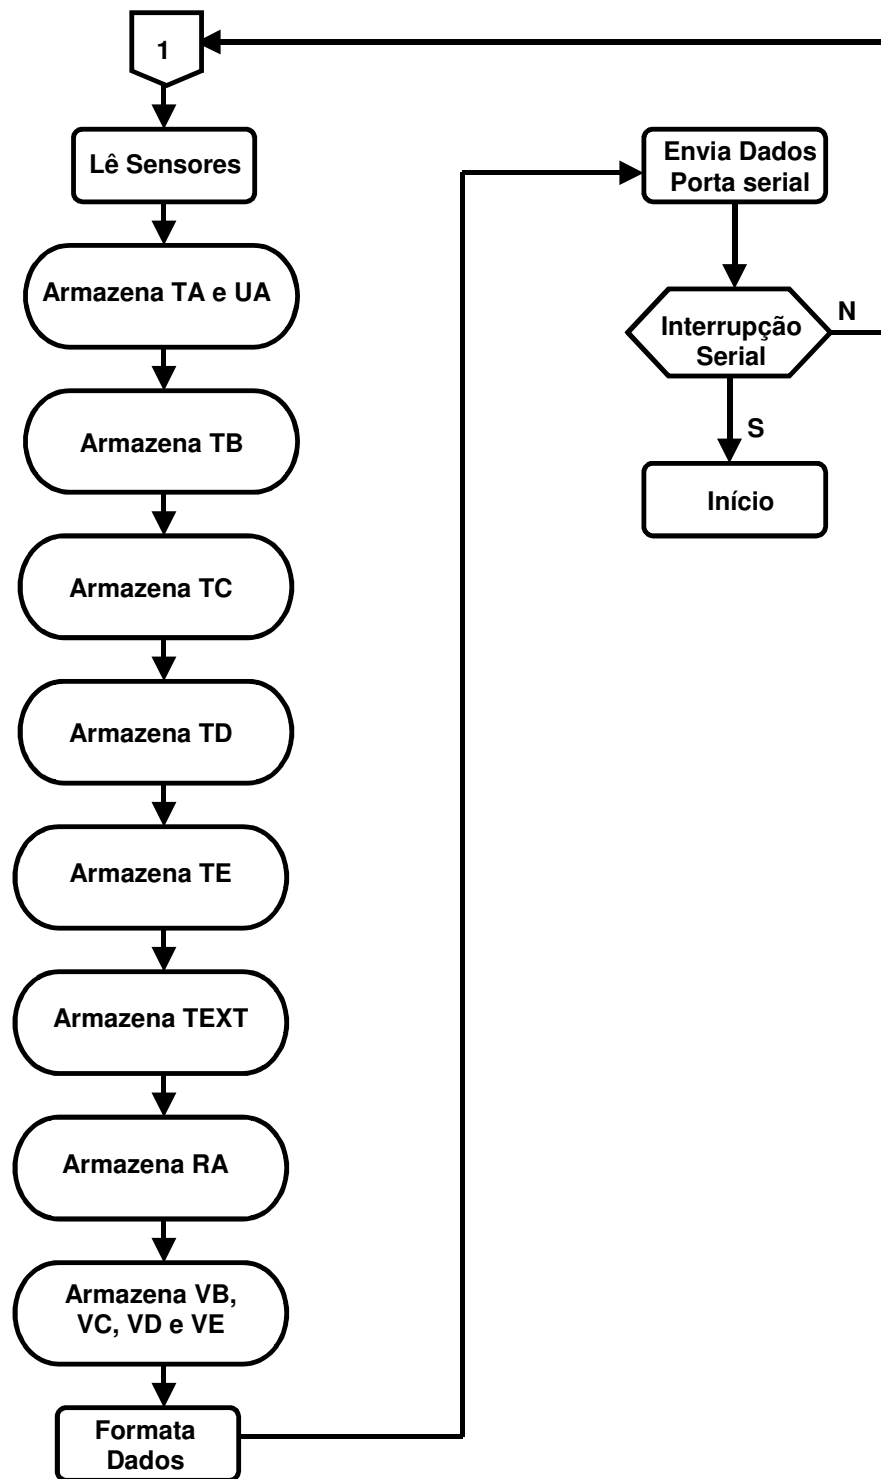 1
Lê Sensores
Armazena TA e UA
Armazena TB
Armazena TC
Armazena TD
Armazena TE
Armazena TEXT
Armazena RA
Armazena VB,
VC, VD e VE
Formata
Dados
Envia Dados
Porta serial
Interrupção
Serial
N
S
Início